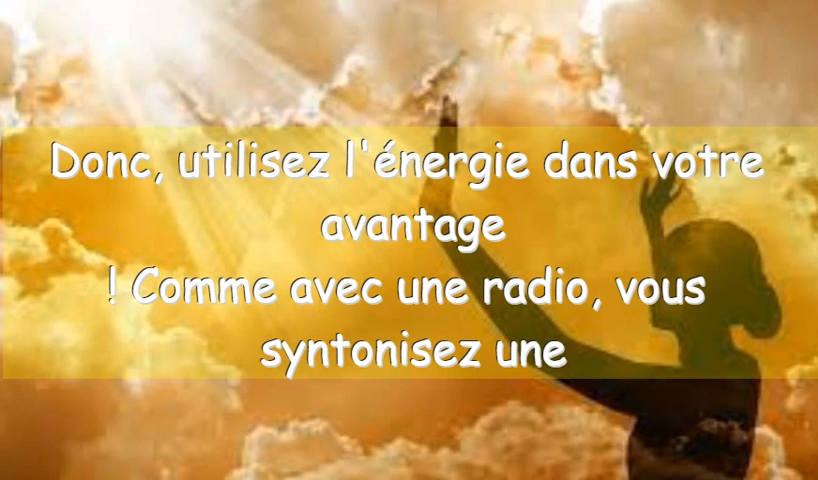 Donc, utilisez l'énergie dans votre
avantage
! Comme avec une radio, vous
syntonisez une